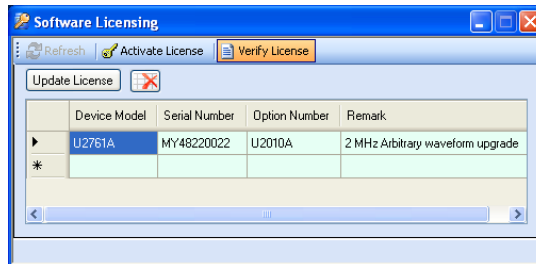 Software Licensing
Refresh Activate License Verify License
Update License
Device Model Serial Number Option Number Remark
U2761A MY48220022 U2010A 2 MHz Arbitrary waveform upgrade